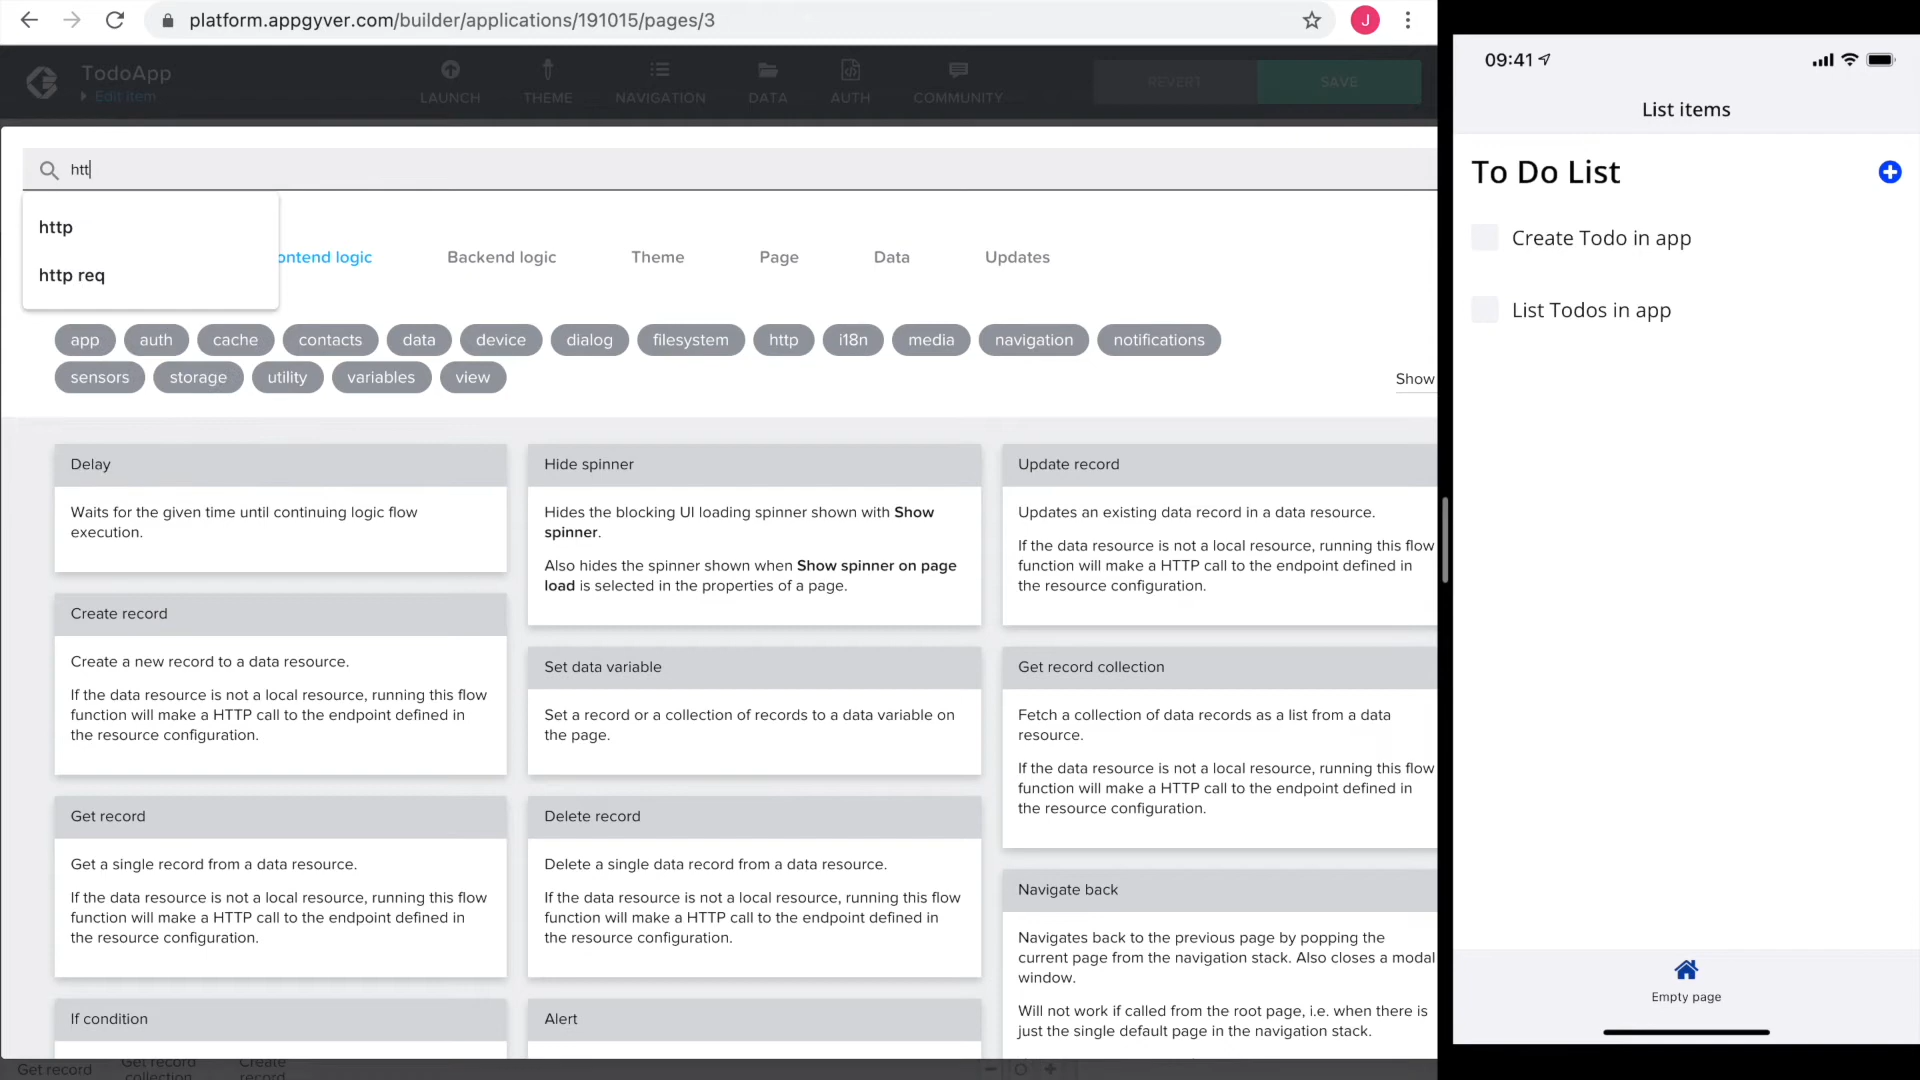 platform.appgyver.com/builder/applications/191015/pages/3
J
TodoApp
Edit item
LAUNCH
THEME
NAVIGATION
DATA
AUTH
COMMUNITY
REVERT
SAVE
htt
http
http req
ontend logic
Backend logic
Theme
Page
Data
Updates
app
auth
cache
contacts
data
device
dialog
filesystem
http
i18n
media
navigation
notifications
sensors
storage
utility
variables
view
Show
Delay
Waits for the given time until continuing logic flow
execution.
Create record
Create a new record to a data resource.
If the data resource is not a local resource, running this flow
function will make a HTTP call to the endpoint defined in
the resource configuration.
Get record
Get a single record from a data resource.
If the data resource is not a local resource, running this flow
function will make a HTTP call to the endpoint defined in
the resource configuration.
If condition
Hide spinner
Hides the blocking UI loading spinner shown with Show
spinner.
Also hides the spinner shown when Show spinner on page
load is selected in the properties of a page.
Set data variable
Set a record or a collection of records to a data variable on
the page.
Delete record
Delete a single data record from a data resource.
If the data resource is not a local resource, running this flow
function will make a HTTP call to the endpoint defined in
the resource configuration.
Alert
Update record
Updates an existing data record in a data resource.
If the data resource is not a local resource, running this flow
function will make a HTTP call to the endpoint defined in
the resource configuration.
Get record collection
Fetch a collection of data records as a list from a data
resource.
If the data resource is not a local resource, running this flow
function will make a HTTP call to the endpoint defined in
the resource configuration.
Navigate back
Navigates back to the previous page by popping the
current page from the navigation stack. Also closes a modal
window.
Will not work if called from the root page, i.e. when there is
just the single default page in the navigation stack.
Get record
Get record
collection
Create
record
09:41
List items
To Do List
Create Todo in app
List Todos in app
Empty page